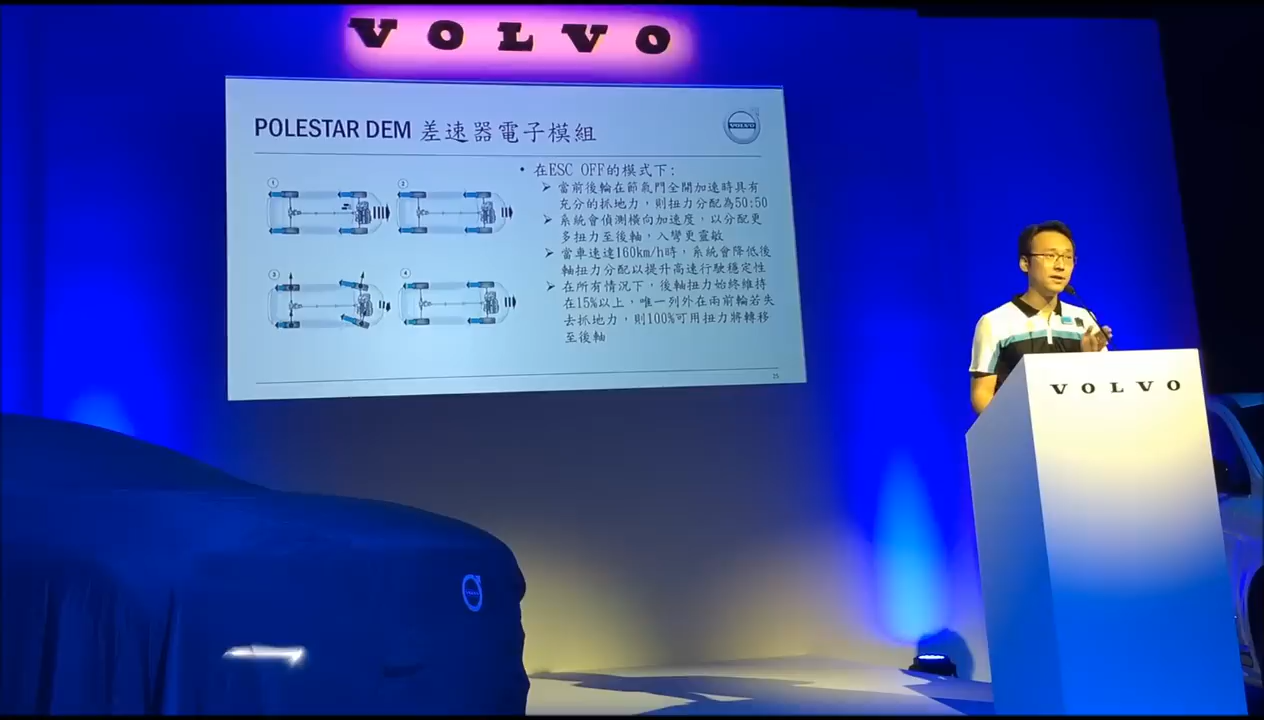 VOLVO
POLESTAR DEM 差速器電子模組
VOLVO
• 在ESC OFF的模式下:
➢ 當前後輪在節氣門全開加速時具有
充分的抓地力，則扭力分配為50:50
➢ 系統會偵測橫向加速度，以分配更
多扭力至後軸，入彎更靈敏
➢ 當車速達160km/h時，系統會降低後
軸扭力分配以提升高速行駛穩定性
➢ 在所有情況下，後軸扭力始終維持
在15%以上，唯一列外在兩前輪若失
去抓地力，則100%可用扭力將轉移
至後軸
1
2
3
4
25
VOLVO